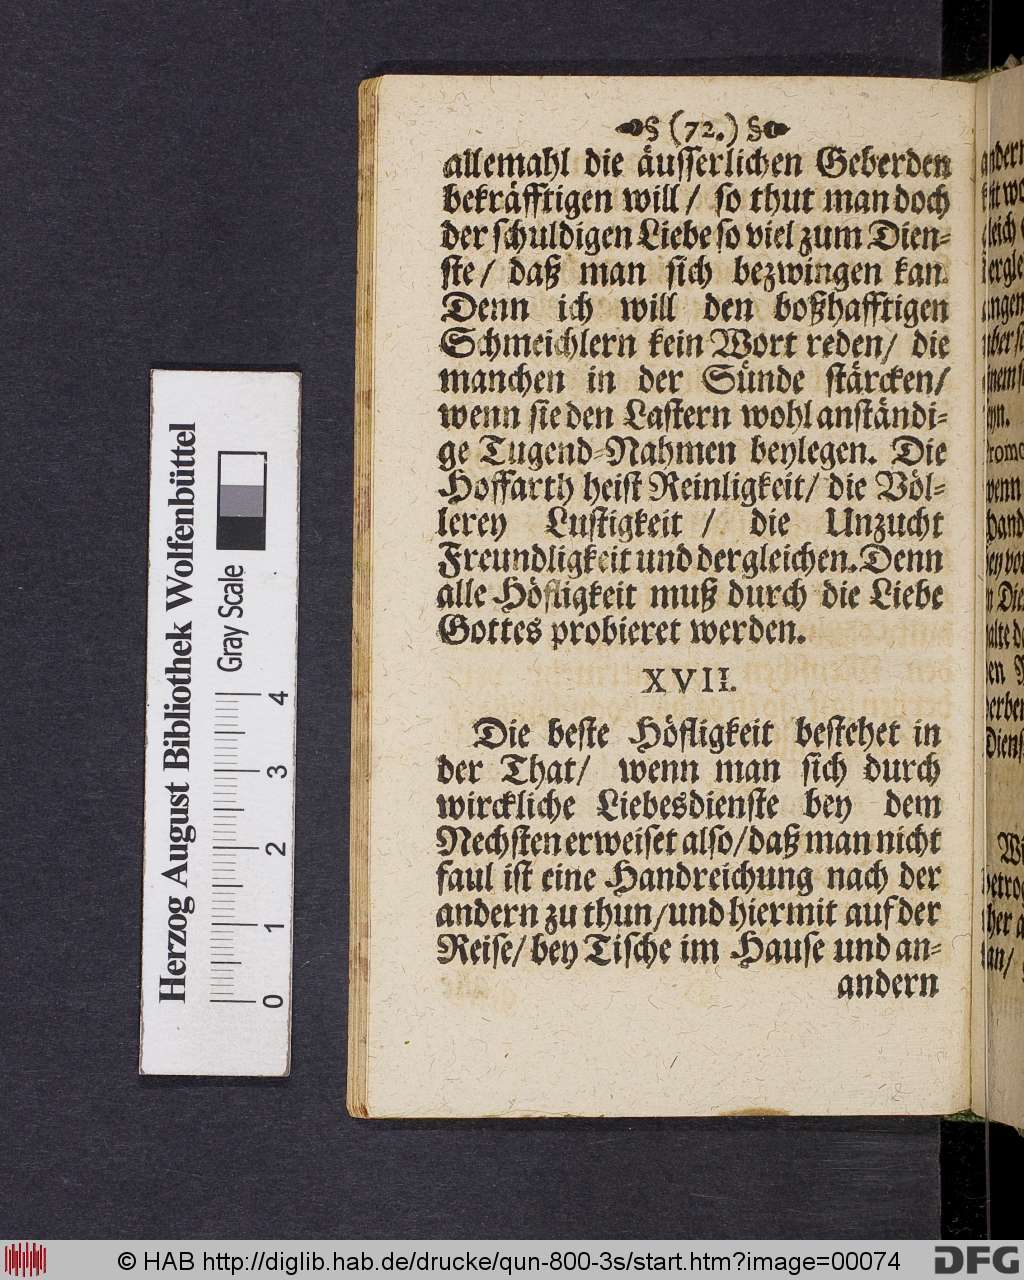 § (72.) §
allemahl die äusserlichen Geberden
bekräfftigen will / so thut man doch
der schuldigen Liebe so viel zum Dien-
ste / daß man sich bezwingen kan.
Denn ich will den boßhafftigen
Schmeichlern kein Wort reden / die
manchen in der Sünde stärcken /
wenn sie den Lastern wohlanständi-
ge Tugend-Nahmen beylegen. Die
Hoffarth heist Reinligkeit / die Völ-
lerey Lustigkeit / die Unzucht
Freundligkeit und dergleichen. Denn
alle Höfligkeit muß durch die Liebe
Gottes probieret werden.
XVII.
Die beste Höfligkeit bestehet in
der That / wenn man sich durch
wirckliche Liebesdienste bey dem
Nechsten erweiset also / daß man nicht
faul ist eine Handreichung nach der
andern zu thun / und hiermit auf der
Reise / bey Tische im Hause und an-
andern
Herzog August Bibliothek Wolfenbüttel
Gray Scale
0 1 2 3 4
© HAB http://diglib.hab.de/drucke/qun-800-3s/start.htm?image=00074
DFG